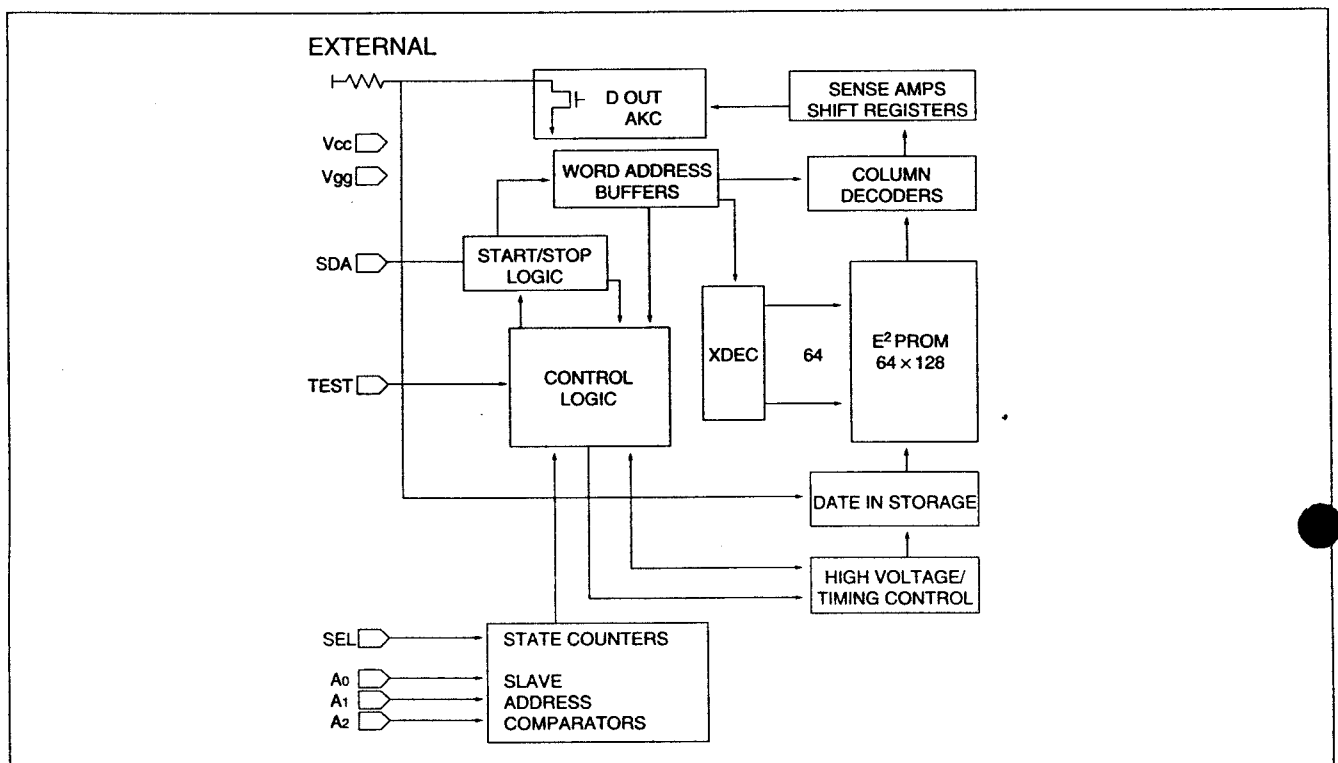 EXTERNAL
D OUT
AKC
SENSE AMPS
SHIFT REGISTERS
Vcc
Vgg
WORD ADDRESS
BUFFERS
COLUMN
DECODERS
SDA
START/STOP
LOGIC
XDEC
64
E² PROM
64 × 128
TEST
CONTROL
LOGIC
DATE IN STORAGE
HIGH VOLTAGE/
TIMING CONTROL
SEL
STATE COUNTERS
A0
SLAVE
A1
ADDRESS
A2
COMPARATORS